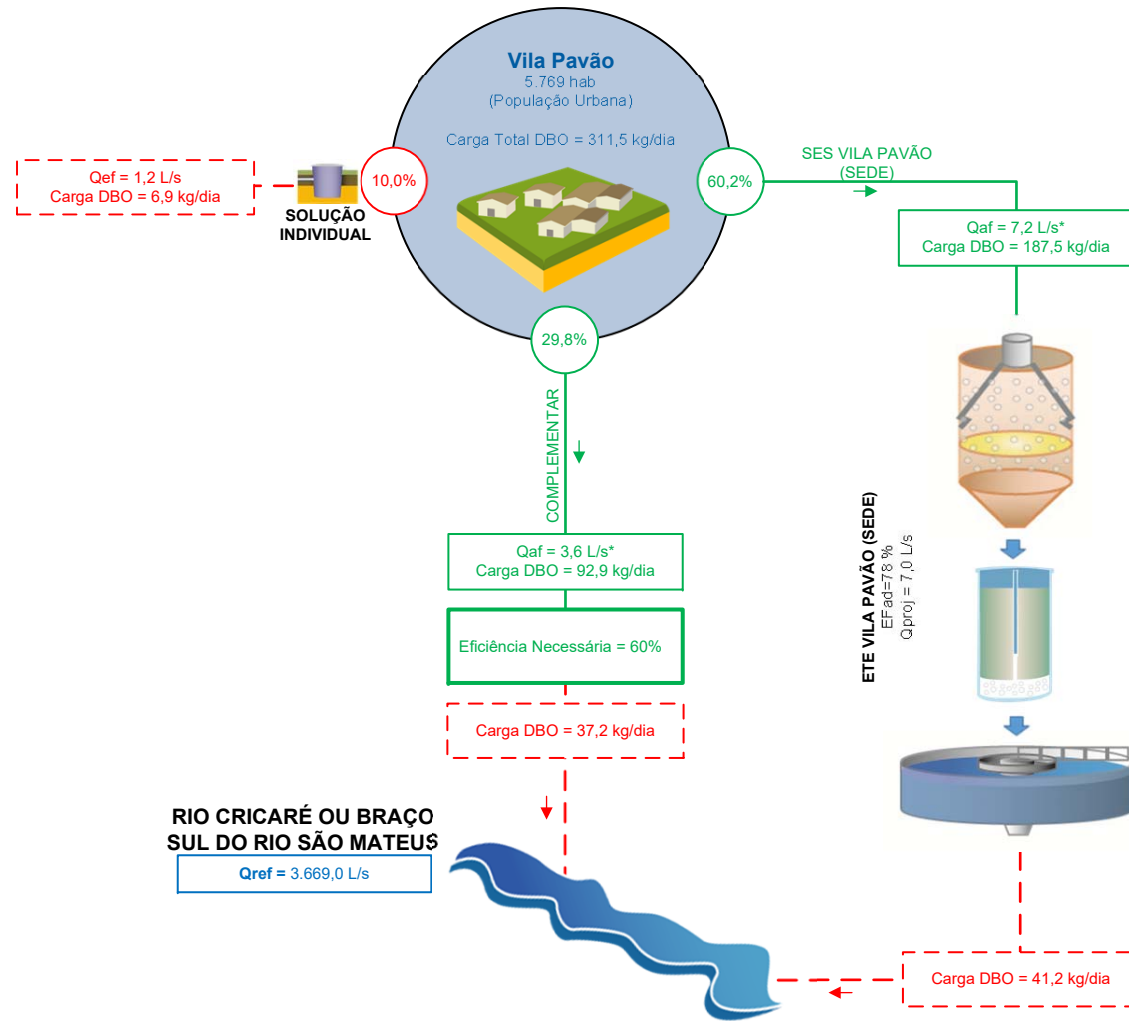 Vila Pavão
5.769 hab
(População Urbana)
Carga Total DBO = 311,5 kg/dia
Qef = 1,2 L/s
Carga DBO = 6,9 kg/dia
SOLUÇÃO
INDIVIDUAL
10,0%
60,2%
SES VILA PAVÃO
(SEDE)
Qaf = 7,2 L/s*
Carga DBO = 187,5 kg/dia
29,8%
COMPLEMENTAR
Qaf = 3,6 L/s*
Carga DBO = 92,9 kg/dia
Eficiência Necessária = 60%
Carga DBO = 37,2 kg/dia
ETE VILA PAVÃO (SEDE)
EFad=78 %
Qproj = 7,0 L/s
RIO CRICARÉ OU BRAÇO
SUL DO RIO SÃO MATEUS
Qref = 3.669,0 L/s
Carga DBO = 41,2 kg/dia